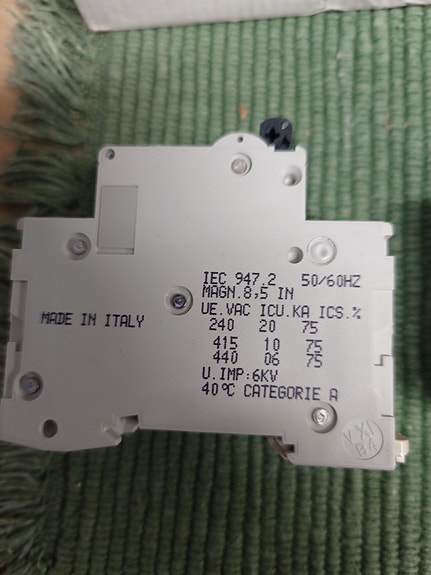 IEC 947.2 50/60HZ
MAGN.8,5 IN
UE.VAC ICU.KA ICS.%
240 20 75
415 10 75
440 06 75
U.IMP:6KV
40°C CATEGORIE A
MADE IN ITALY